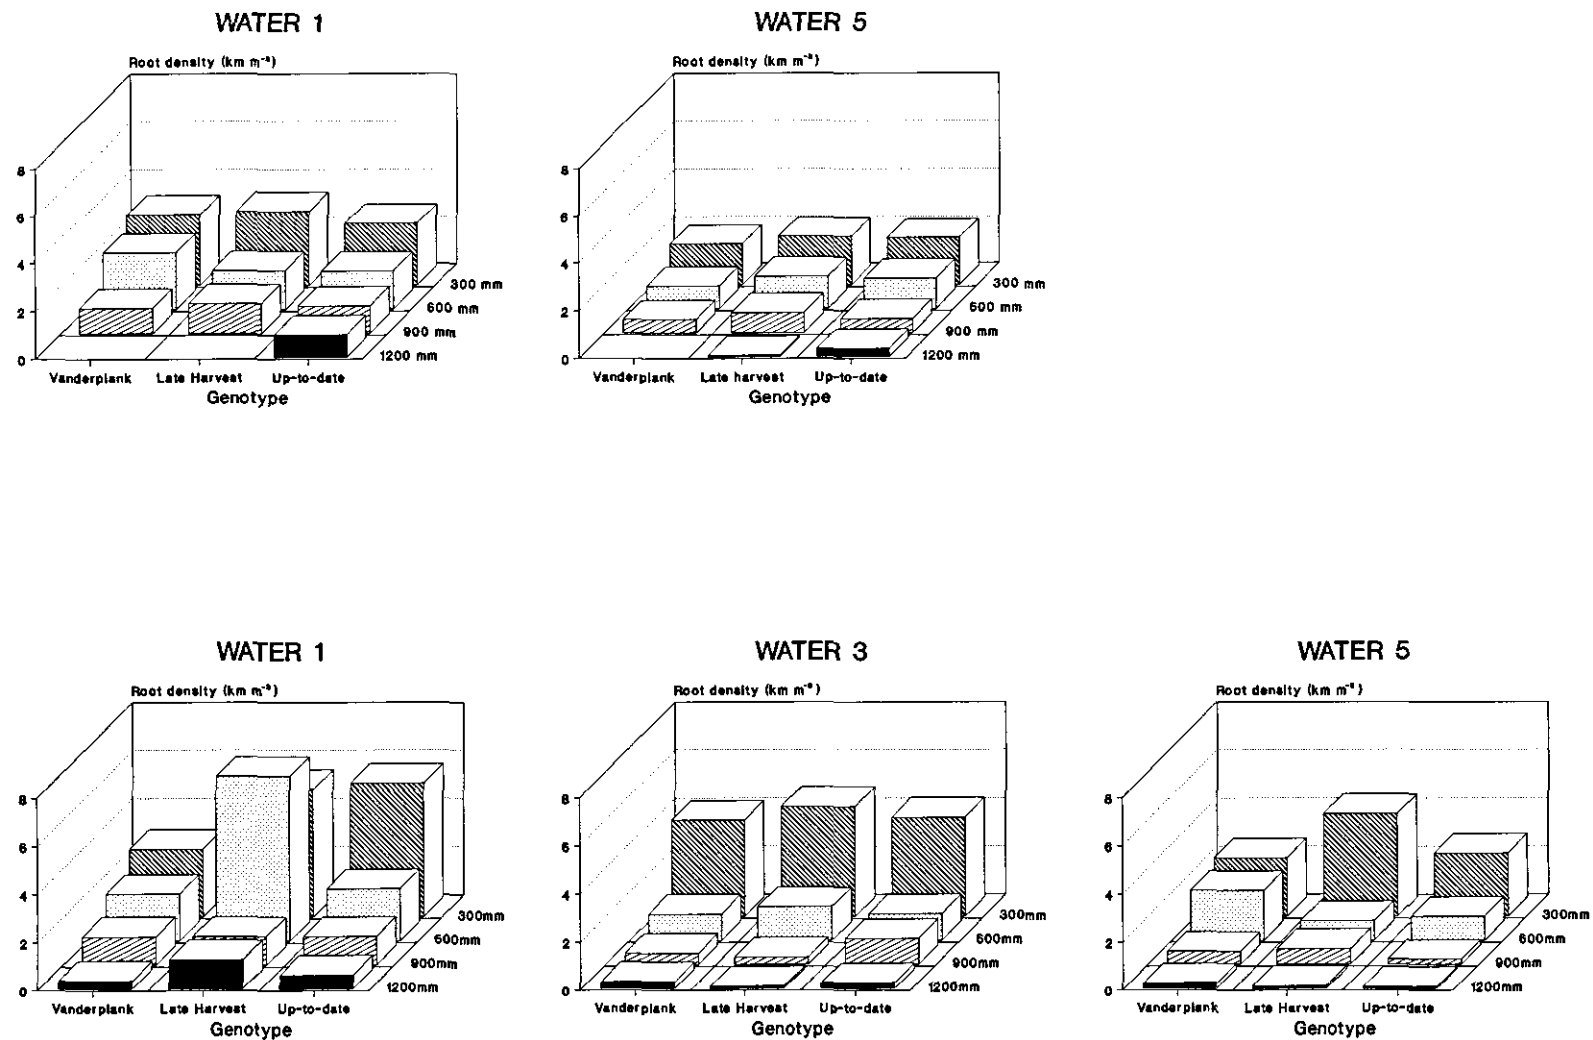 WATER 1
Root density (km m⁻³)
8
6
4
2
0
300 mm
600 mm
900 mm
1200 mm
Vanderplank Late Harvest Up-to-date
Genotype
WATER 5
Root density (km m⁻³)
8
6
4
2
0
300 mm
600 mm
900 mm
1200 mm
Vanderplank Late harvest Up-to-date
Genotype
WATER 1
Root density (km m⁻³)
8
6
4
2
0
300mm
600mm
900mm
1200mm
Vanderplank Late Harvest Up-to-date
Genotype
WATER 3
Root density (km m⁻³)
8
6
4
2
0
300mm
600mm
900mm
1200mm
Vanderplank Late Harvest Up-to-date
Genotype
WATER 5
Root density (km m⁻³)
8
6
4
2
0
300mm
600mm
900mm
1200mm
Vanderplank Late Harvest Up-to-date
Genotype